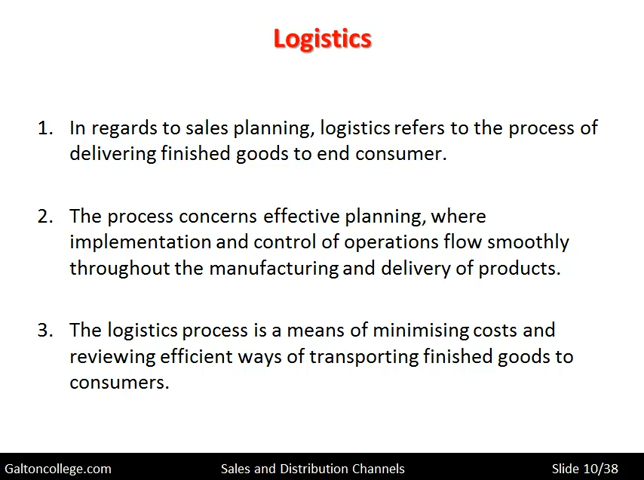 Logistics
1. In regards to sales planning, logistics refers to the process of
delivering finished goods to end consumer.
2. The process concerns effective planning, where
implementation and control of operations flow smoothly
throughout the manufacturing and delivery of products.
3. The logistics process is a means of minimising costs and
reviewing efficient ways of transporting finished goods to
consumers.
Galtoncollege.com Sales and Distribution Channels Slide 10/38